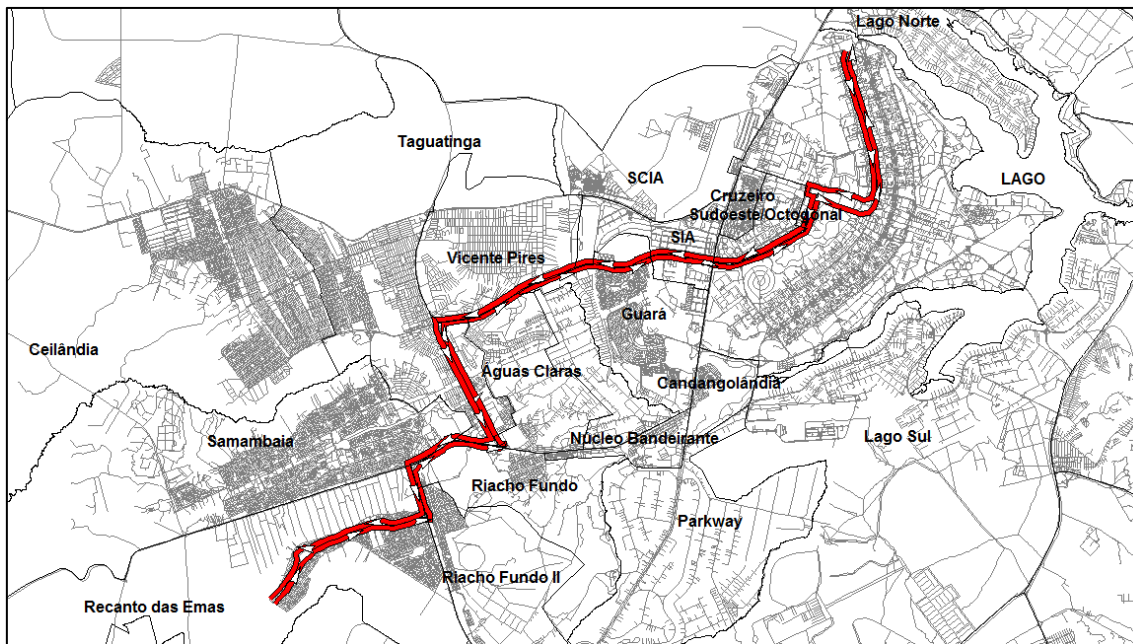 Lago Norte
Taguatinga
SCIA
LAGO
Cruzeiro
Sudoeste/Octogonal
SIA
Vicente Pires
Guará
Ceilândia
Águas Claras
Candangolândia
Samambaia
Núcleo Bandeirante
Lago Sul
Riacho Fundo
Parkway
Riacho Fundo II
Recanto das Emas